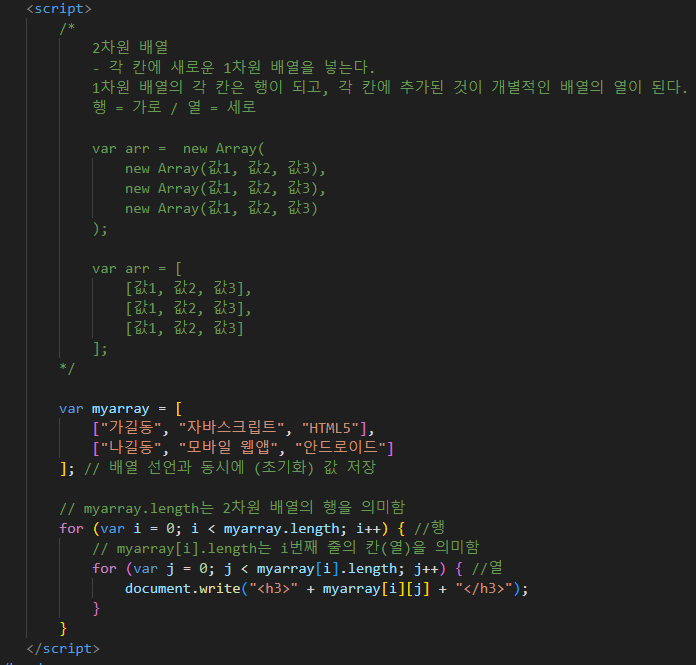 <script>
/*
2차원 배열
- 각 칸에 새로운 1차원 배열을 넣는다.
1차원 배열의 각 칸은 행이 되고, 각 칸에 추가된 것이 개별적인 배열의 열이 된다.
행 = 가로 / 열 = 세로
var arr =  new Array(
new Array(값1, 값2, 값3),
new Array(값1, 값2, 값3),
new Array(값1, 값2, 값3)
);
var arr = [
[값1, 값2, 값3],
[값1, 값2, 값3],
[값1, 값2, 값3]
];
*/
var myarray = [
["가길동", "자바스크립트", "HTML5"],
["나길동", "모바일 웹앱", "안드로이드"]
]; // 배열 선언과 동시에 (초기화) 값 저장
// myarray.length는 2차원 배열의 행을 의미함
for (var i = 0; i < myarray.length; i++) { //행
// myarray[i].length는 i번째 줄의 칸(열)을 의미함
for (var j = 0; j < myarray[i].length; j++) { //열
document.write("<h3>" + myarray[i][j] + "</h3>");
}
}
</script>